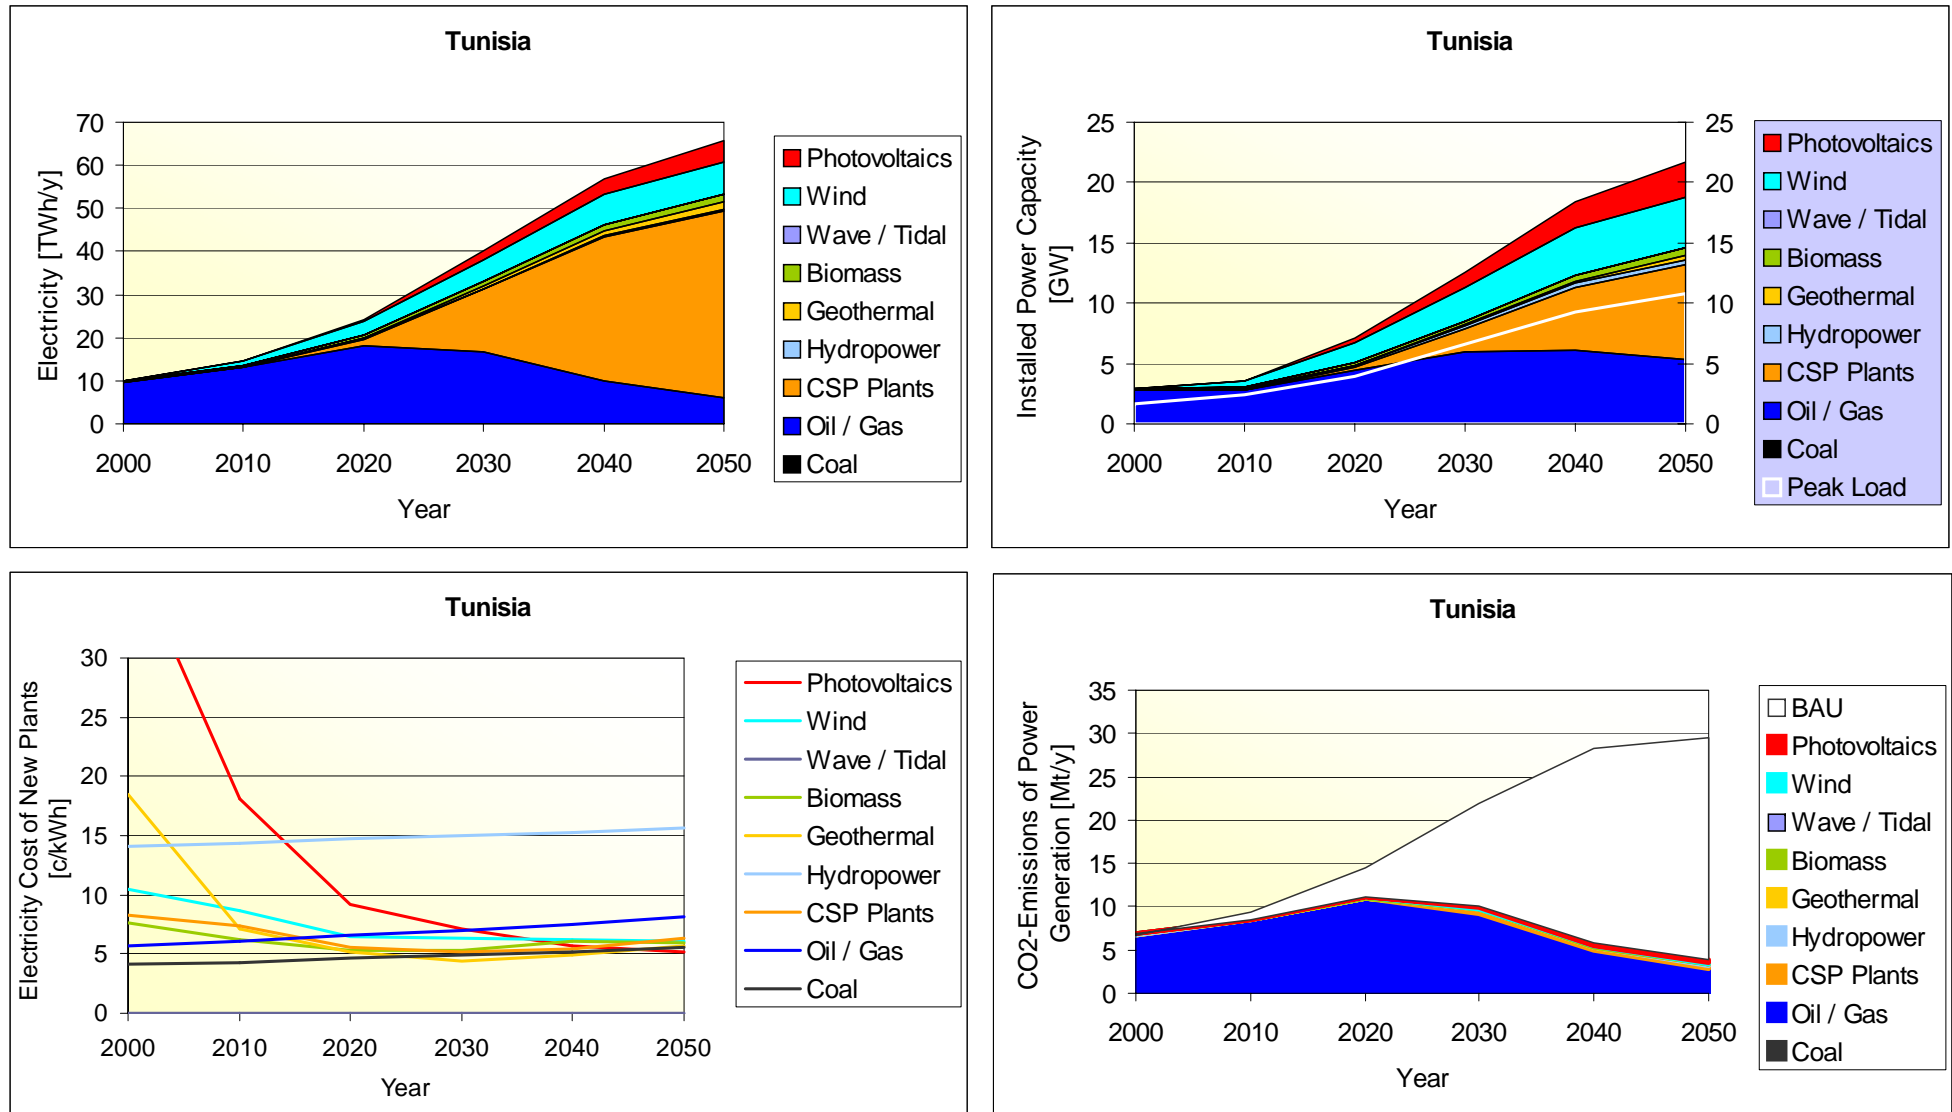 Tunisia
Electricity [TWh/y]
70
60
50
40
30
20
10
0
2000 2010 2020 2030 2040 2050
Year
Photovoltaics
Wind
Wave / Tidal
Biomass
Geothermal
Hydropower
CSP Plants
Oil / Gas
Coal
Tunisia
Installed Power Capacity
[GW]
25
20
15
10
5
0
25
20
15
10
5
0
2000 2010 2020 2030 2040 2050
Year
Photovoltaics
Wind
Wave / Tidal
Biomass
Geothermal
Hydropower
CSP Plants
Oil / Gas
Coal
Peak Load
Tunisia
Electricity Cost of New Plants
[c/kWh]
30
25
20
15
10
5
0
2000 2010 2020 2030 2040 2050
Year
Photovoltaics
Wind
Wave / Tidal
Biomass
Geothermal
Hydropower
CSP Plants
Oil / Gas
Coal
Tunisia
CO2-Emissions of Power
Generation [Mt/y]
35
30
25
20
15
10
5
0
2000 2010 2020 2030 2040 2050
Year
BAU
Photovoltaics
Wind
Wave / Tidal
Biomass
Geothermal
Hydropower
CSP Plants
Oil / Gas
Coal